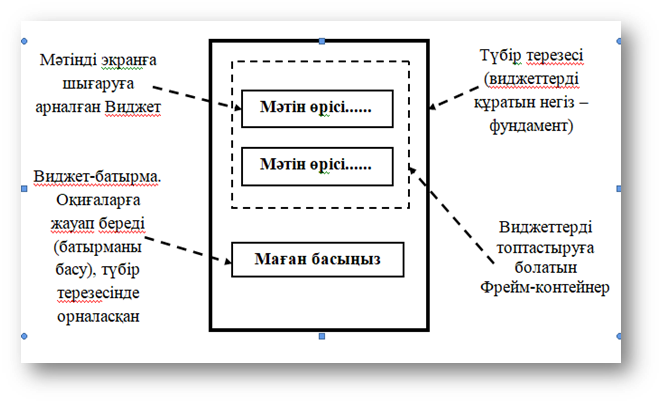 Мәтінді экранға
шығаруға
арналған Виджет
Виджет-батырма.
Оқиғаларға
жауап береді
(батырманы
басу), түбір
терезесінде
орналасқан
Мәтін өрісі......
Мәтін өрісі......
Маған басыңыз
Түбір терезесі
(виджеттерді
құратын негіз –
фундамент)
Виджеттерді
топтастыруға
болатын
Фрейм-контейнер